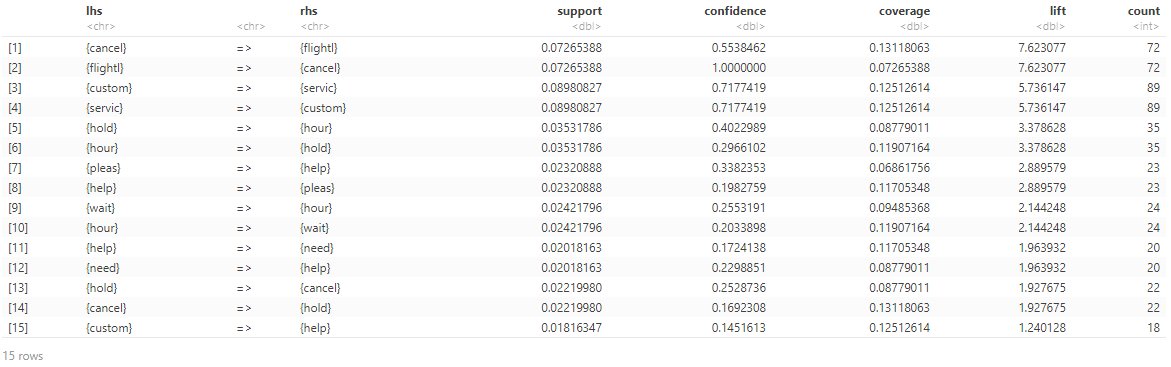 lhs rhs support confidence coverage lift count
<chr> <chr> <chr> <dbl> <dbl> <dbl> <dbl> <int>
[1] {cancel} => {flightl} 0.07265388 0.5538462 0.13118063 7.623077 72
[2] {flightl} => {cancel} 0.07265388 1.0000000 0.07265388 7.623077 72
[3] {custom} => {servic} 0.08980827 0.7177419 0.12512614 5.736147 89
[4] {servic} => {custom} 0.08980827 0.7177419 0.12512614 5.736147 89
[5] {hold} => {hour} 0.03531786 0.4022989 0.08779011 3.378628 35
[6] {hour} => {hold} 0.03531786 0.2966102 0.11907164 3.378628 35
[7] {pleas} => {help} 0.02320888 0.3382353 0.06861756 2.889579 23
[8] {help} => {pleas} 0.02320888 0.1982759 0.11705348 2.889579 23
[9] {wait} => {hour} 0.02421796 0.2553191 0.09485368 2.144248 24
[10] {hour} => {wait} 0.02421796 0.2033898 0.11907164 2.144248 24
[11] {help} => {need} 0.02018163 0.1724138 0.11705348 1.963932 20
[12] {need} => {help} 0.02018163 0.2298851 0.08779011 1.963932 20
[13] {hold} => {cancel} 0.02219980 0.2528736 0.08779011 1.927675 22
[14] {cancel} => {hold} 0.02219980 0.1692308 0.13118063 1.927675 22
[15] {custom} => {help} 0.01816347 0.1451613 0.12512614 1.240128 18
15 rows